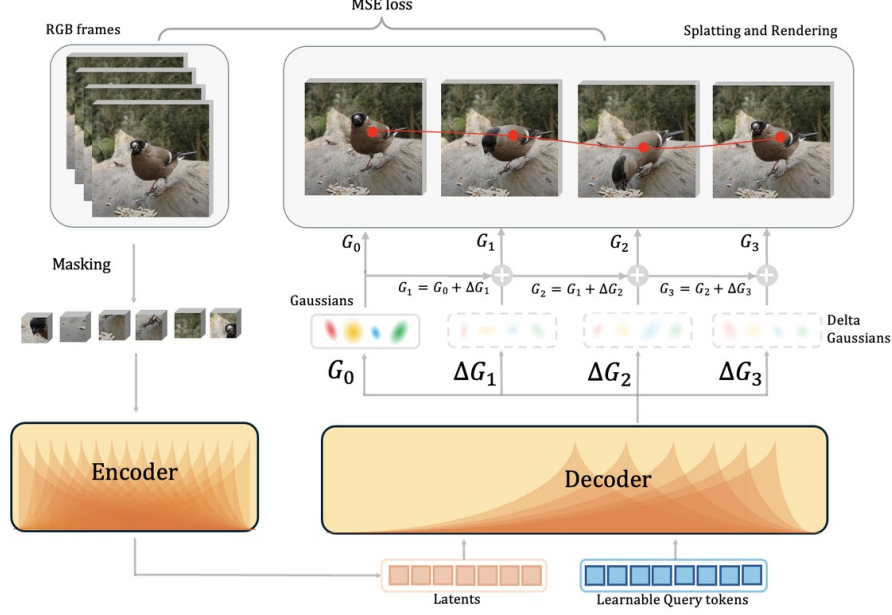 MSE loss
RGB frames
Splatting and Rendering
Masking
G₀
G₁
G₂
G₃
G₁ = G₀ + ΔG₁
G₂ = G₁ + ΔG₂
G₃ = G₂ + ΔG₃
Gaussians
Delta
Gaussians
G₀
ΔG₁
ΔG₂
ΔG₃
Encoder
Decoder
Latents
Learnable Query tokens